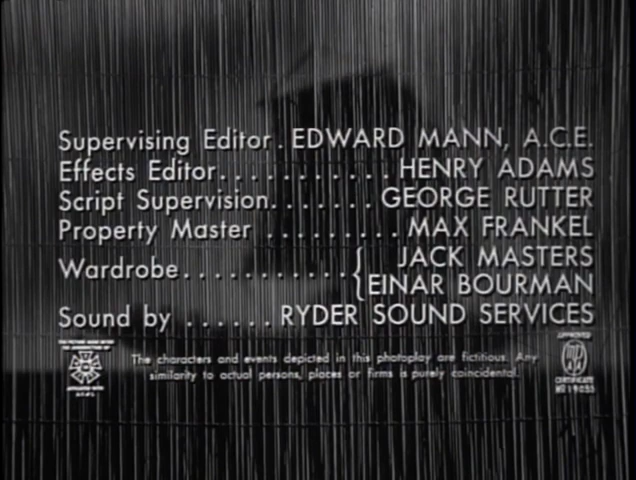 Supervising Editor . EDWARD MANN, A.C.E.
Effects Editor . . . . . . . . . . . HENRY ADAMS
Script Supervision. . . . . . . GEORGE RUTTER
Property Master . . . . . . . . . MAX FRANKEL
Wardrobe . . . . . . . . . . . { JACK MASTERS
EINAR BOURMAN
Sound by . . . . . . RYDER SOUND SERVICES
The characters and events depicted in this photoplay are fictitious. Any
similarity to actual persons, places or firms is purely coincidental.
APPROVED
CERTIFICATE